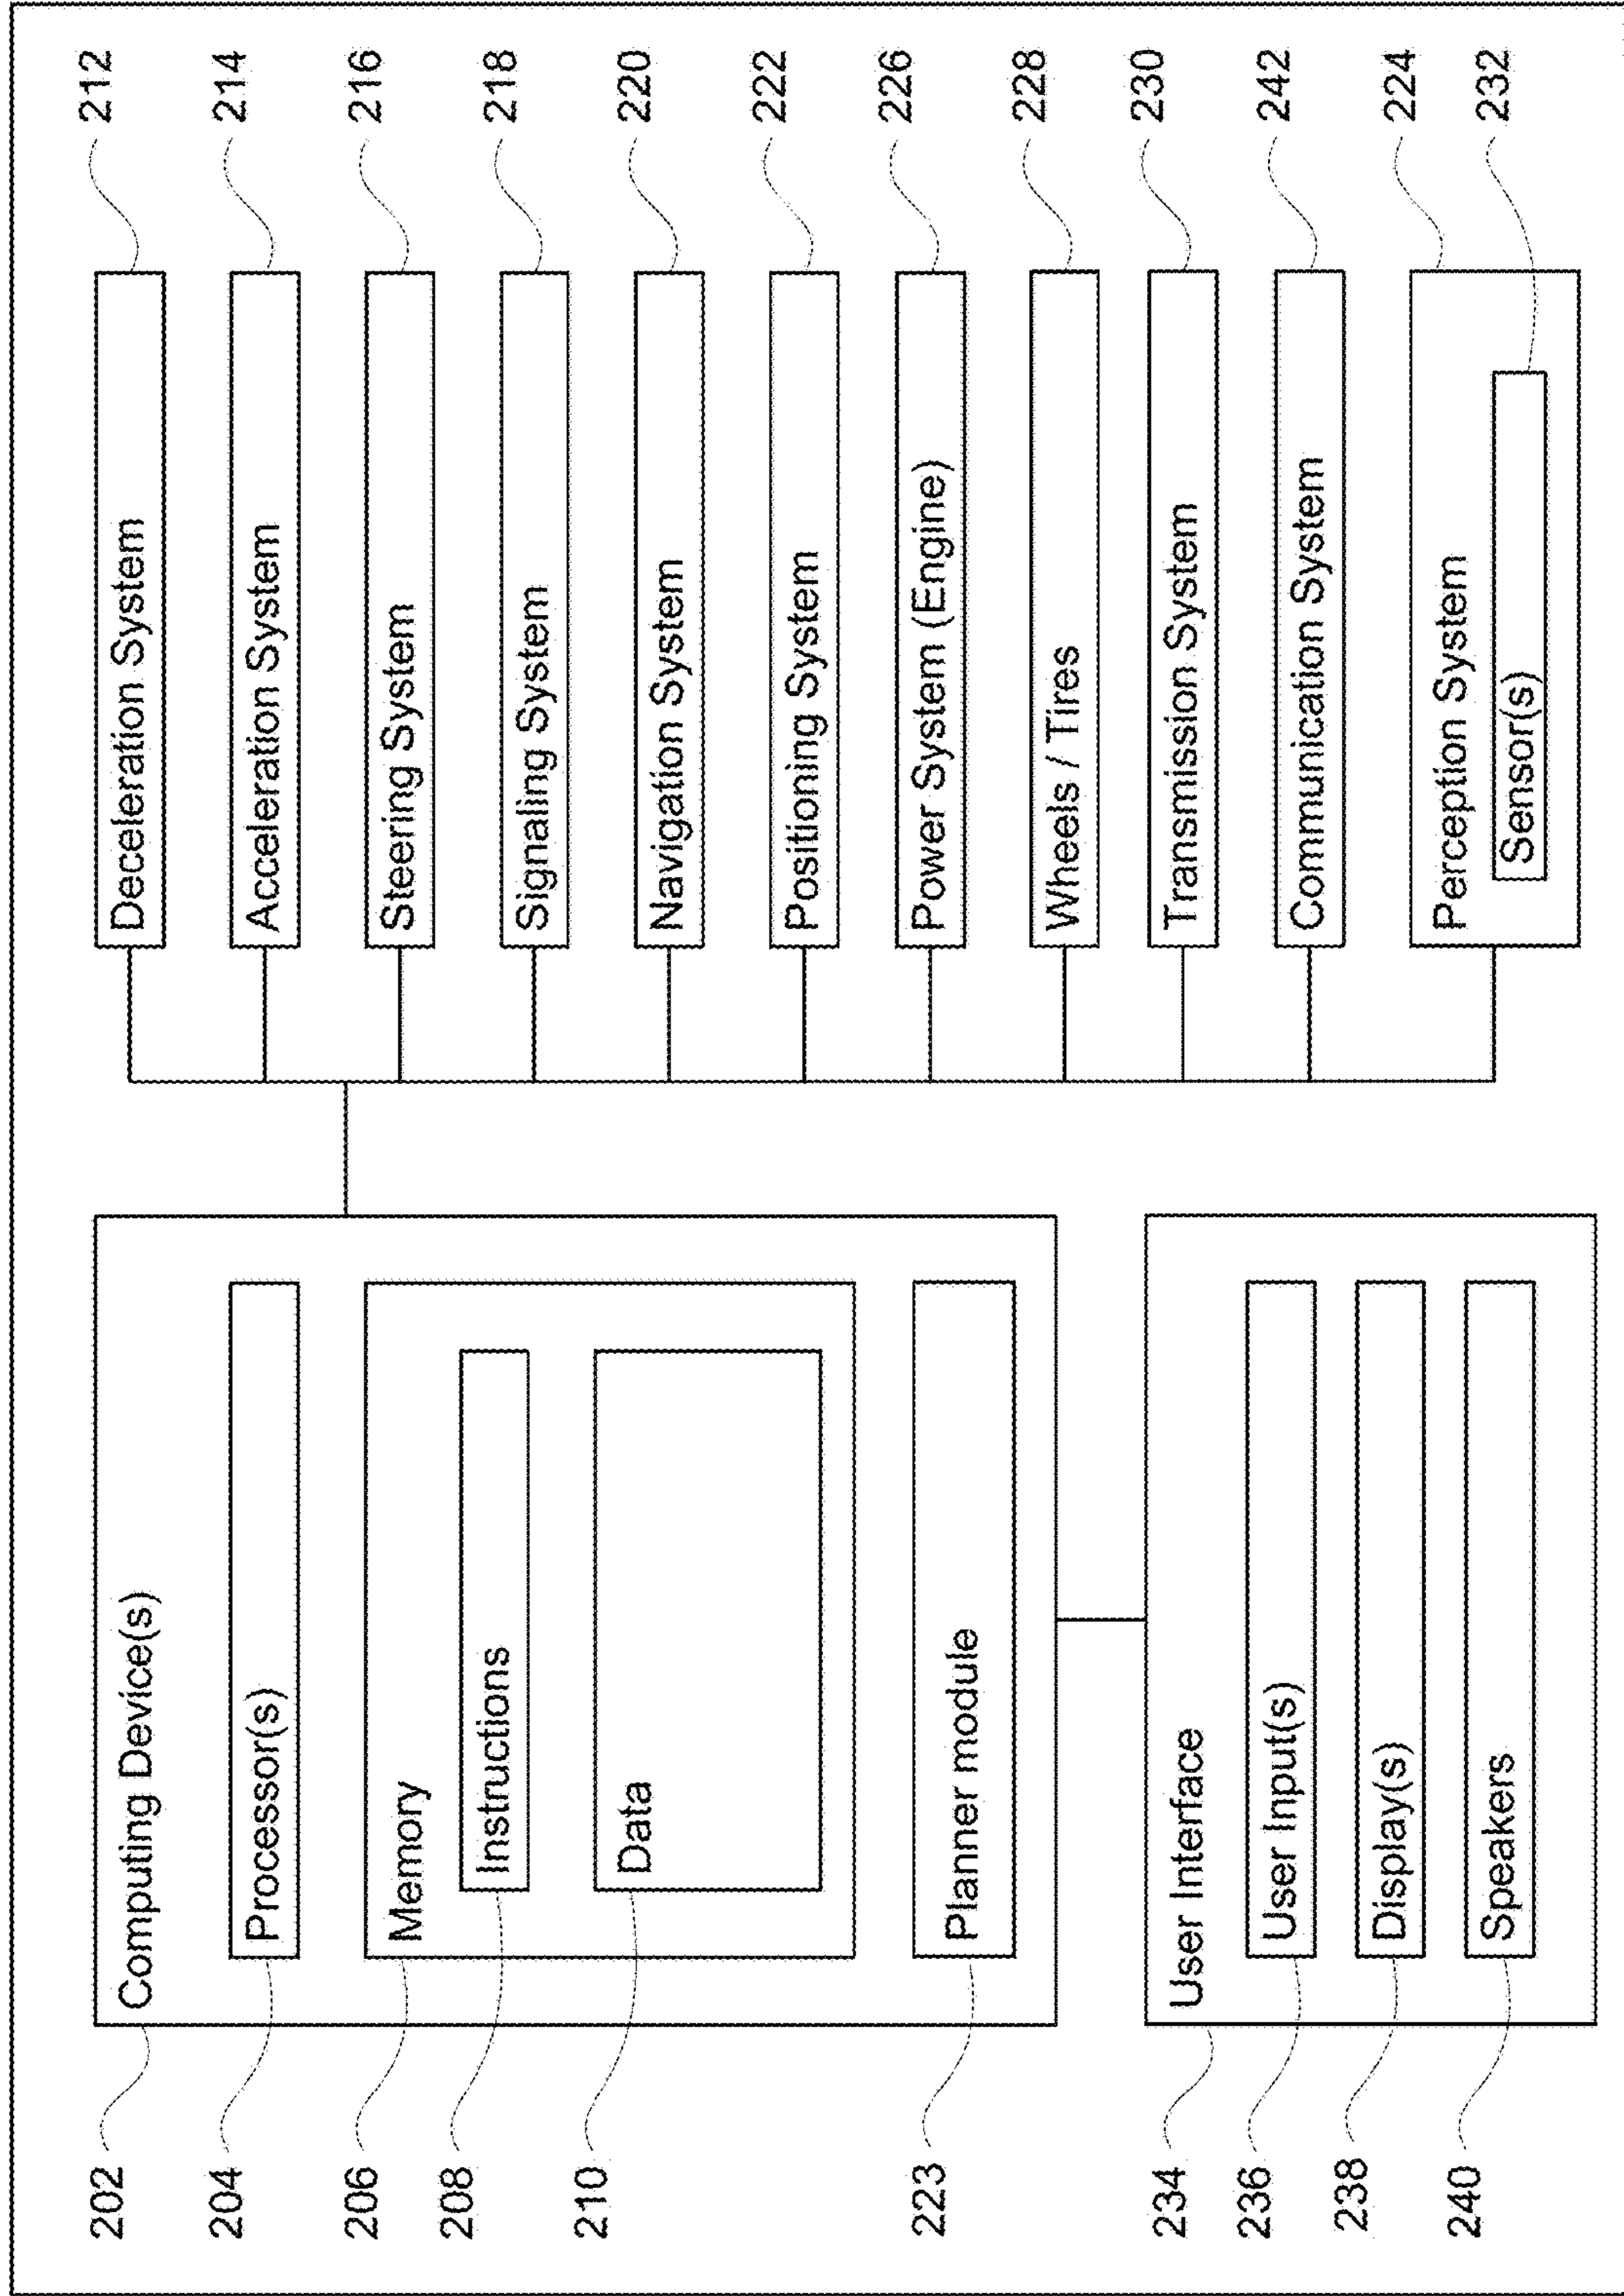 202
Computing Device(s)
204
Processor(s)
206
Memory
208
Instructions
210
Data
223
Planner module
234
User Interface
236
User Input(s)
238
Display(s)
240
Speakers
Deceleration System
212
Acceleration System
214
Steering System
216
Signaling System
218
Navigation System
220
Positioning System
222
Power System (Engine)
226
Wheels / Tires
228
Transmission System
230
Communication System
242
Perception System
224
Sensor(s)
232